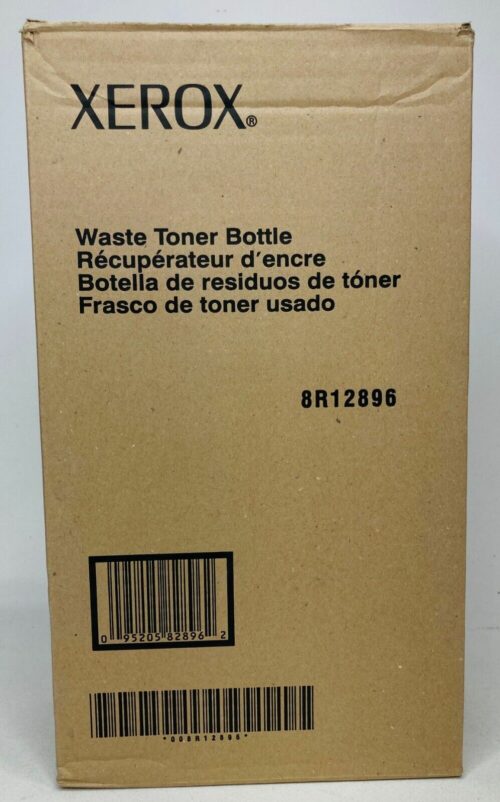 XEROX®
Waste Toner Bottle
Récupérateur d'encre
Botella de residuos de tóner
Frasco de toner usado
8R12896
0 95205 82896 2
*008R12896*